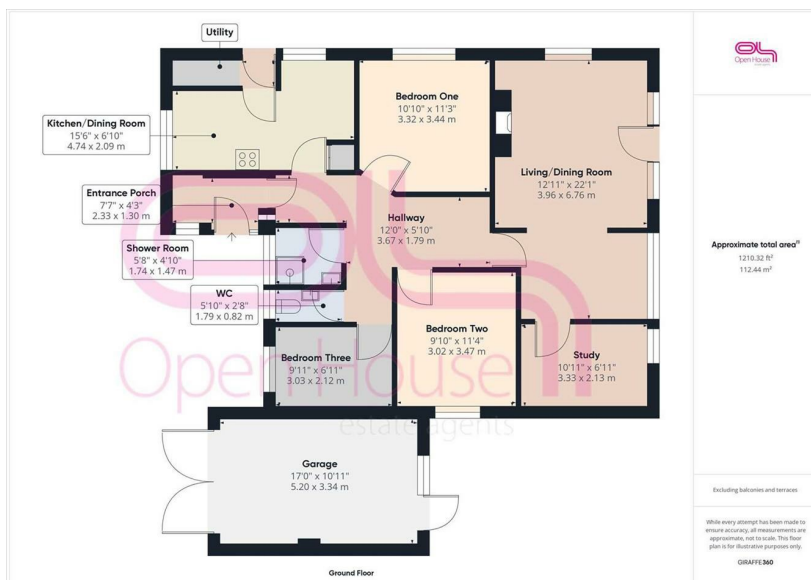 Utility
Kitchen/Dining Room
15'6" x 6'10"
4.74 x 2.09 m
Entrance Porch
7'7" x 4'3"
2.33 x 1.30 m
Shower Room
5'8" x 4'10"
1.74 x 1.47 m
WC
5'10" x 2'8"
1.79 x 0.82 m
Bedroom One
10'10" x 11'3"
3.32 x 3.44 m
Living/Dining Room
12'11" x 22'1"
3.96 x 6.76 m
Hallway
12'0" x 5'10"
3.67 x 1.79 m
Bedroom Two
9'10" x 11'4"
3.02 x 3.47 m
Bedroom Three
9'11" x 6'11"
3.03 x 2.12 m
Study
10'11" x 6'11"
3.33 x 2.13 m
Garage
17'0" x 10'11"
5.20 x 3.34 m
Ground Floor
Open House
estate agents
Open House
Approximate total area⁽¹⁾
1210.32 ft²
112.44 m²
Excluding balconies and terraces
While every attempt has been made to
ensure accuracy, all measurements are
approximate, not to scale. This floor
plan is for illustrative purposes only.
GIRAFFE360